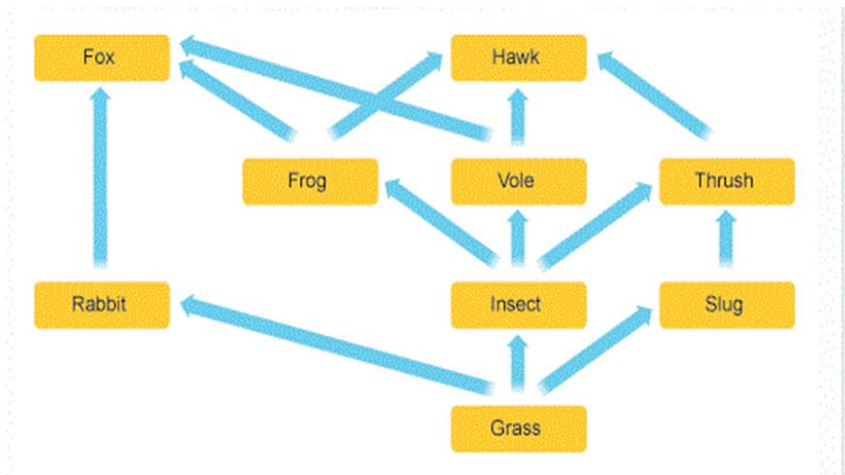 Fox
Hawk
Frog
Vole
Thrush
Rabbit
Insect
Slug
Grass